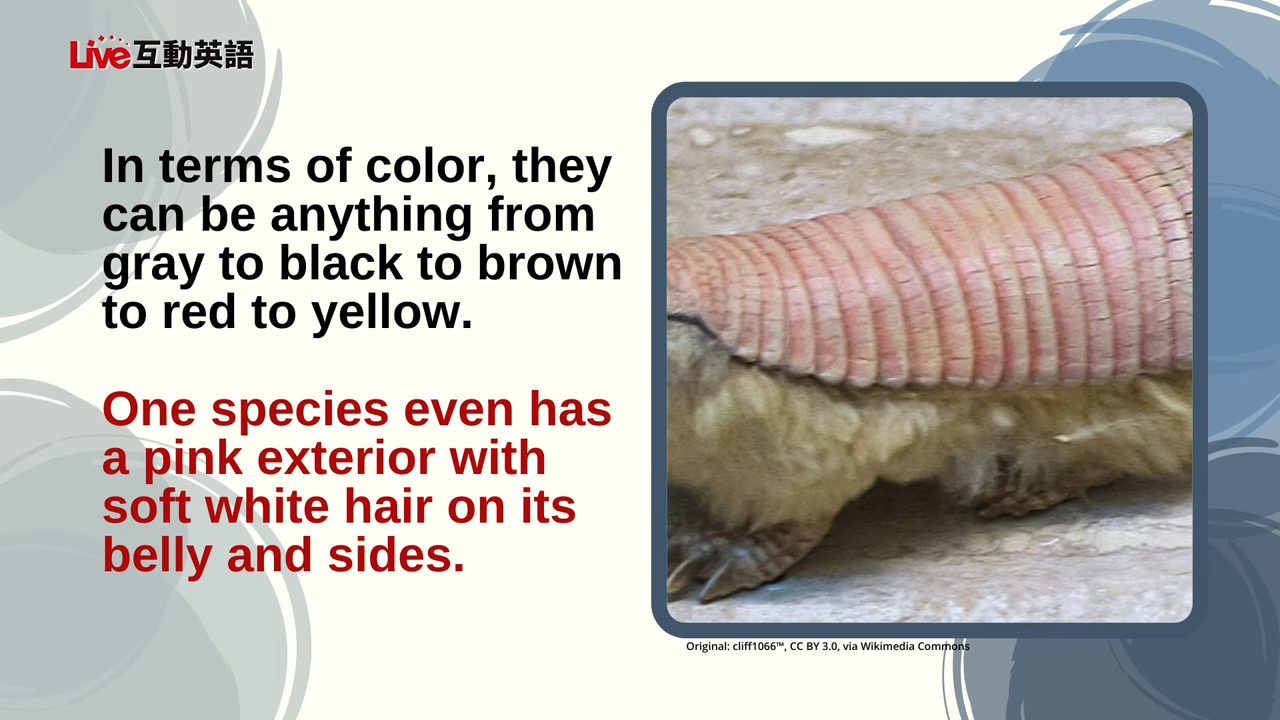 Live互動英語
In terms of color, they
can be anything from
gray to black to brown
to red to yellow.
One species even has
a pink exterior with
soft white hair on its
belly and sides.
Original: cliff1066™, CC BY 3.0, via Wikimedia Commons